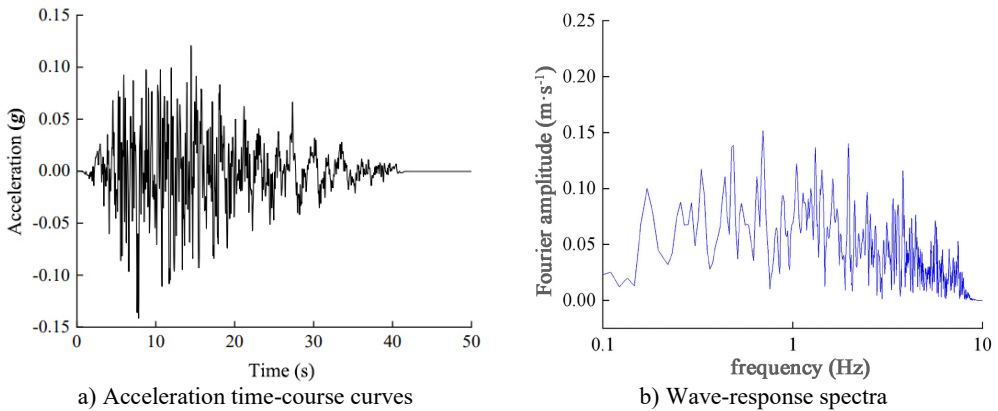 0.15
0.10
0.05
0.00
-0.05
-0.10
-0.15
Acceleration (g)
0 10 20 30 40 50
Time (s)
a) Acceleration time-course curves
0.25
0.20
0.15
0.10
0.05
0.00
Fourier amplitude (m·s⁻¹)
0.1 1 10
frequency (Hz)
b) Wave-response spectra